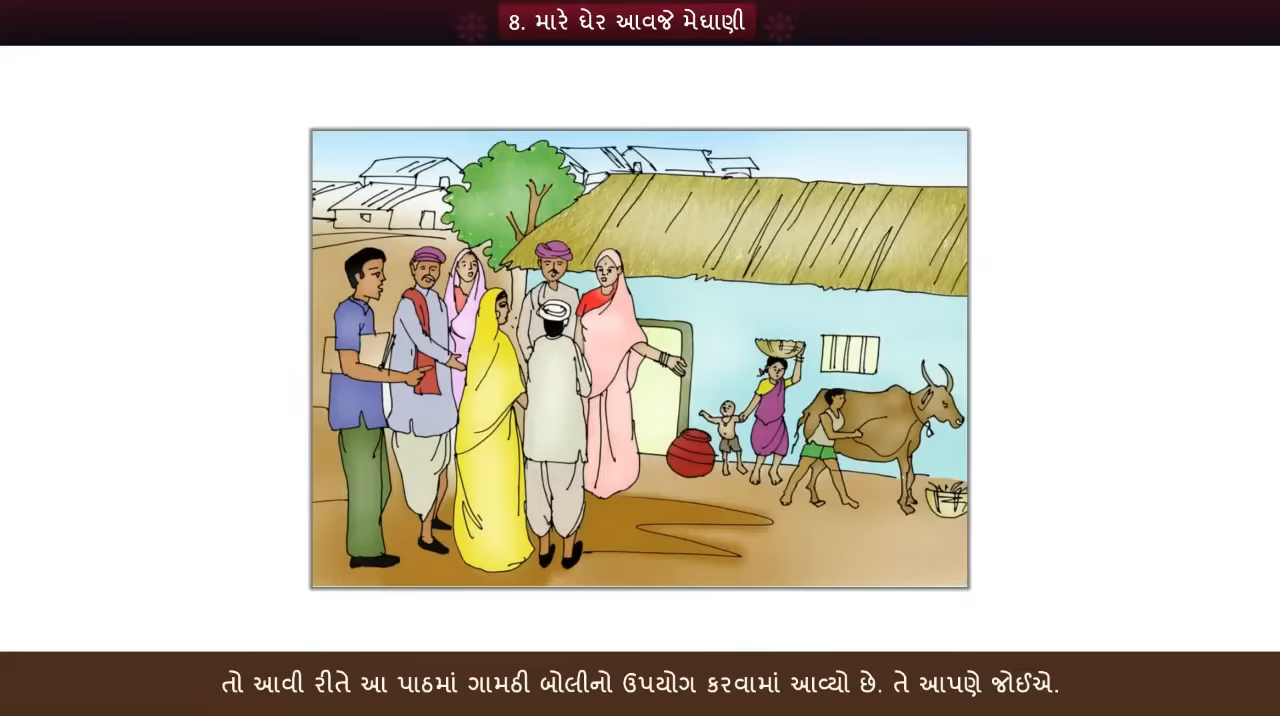 8. મારે ઘેર આવજે મેઘાણી
તો આવી રીતે આ પાઠમાં ગામઠી બોલીનો ઉપયોગ કરવામાં આવ્યો છે. તે આપણે જોઈએ.